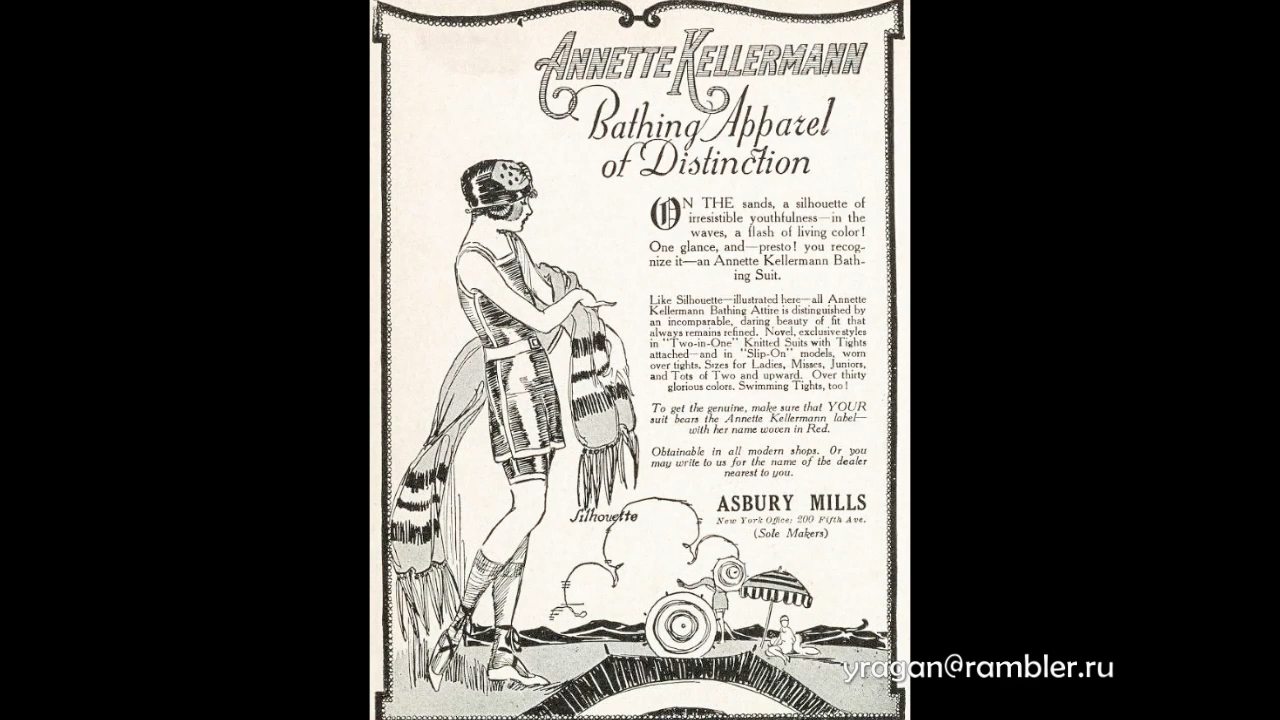 ANNETTE KELLERMANN
Bathing Apparel
of Distinction
ON THE sands, a silhouette of
irresistible youthfulness—in the
waves, a flash of living color!
One glance, and—presto! you recog-
nize it—an Annette Kellermann Bath-
ing Suit.
Like Silhouette—illustrated here—all Annette
Kellermann Bathing Attire is distinguished by
an incomparable, daring beauty of fit that
always remains refined. Novel, exclusive styles
in "Two-in-One" Knitted Suits with Tights
attached—and in "Slip-On" models, worn
over tights. Sizes for Ladies, Misses, Juniors,
and Tots of Two and upward. Over thirty
glorious colors. Swimming Tights, too!
To get the genuine, make sure that YOUR
suit bears the Annette Kellermann label—
with her name woven in Red.
Obtainable in all modern shops. Or you
may write to us for the name of the dealer
nearest to you.
Silhouette
ASBURY MILLS
New York Office: 200 Fifth Ave.
(Sole Makers)
yragan@rambler.ru